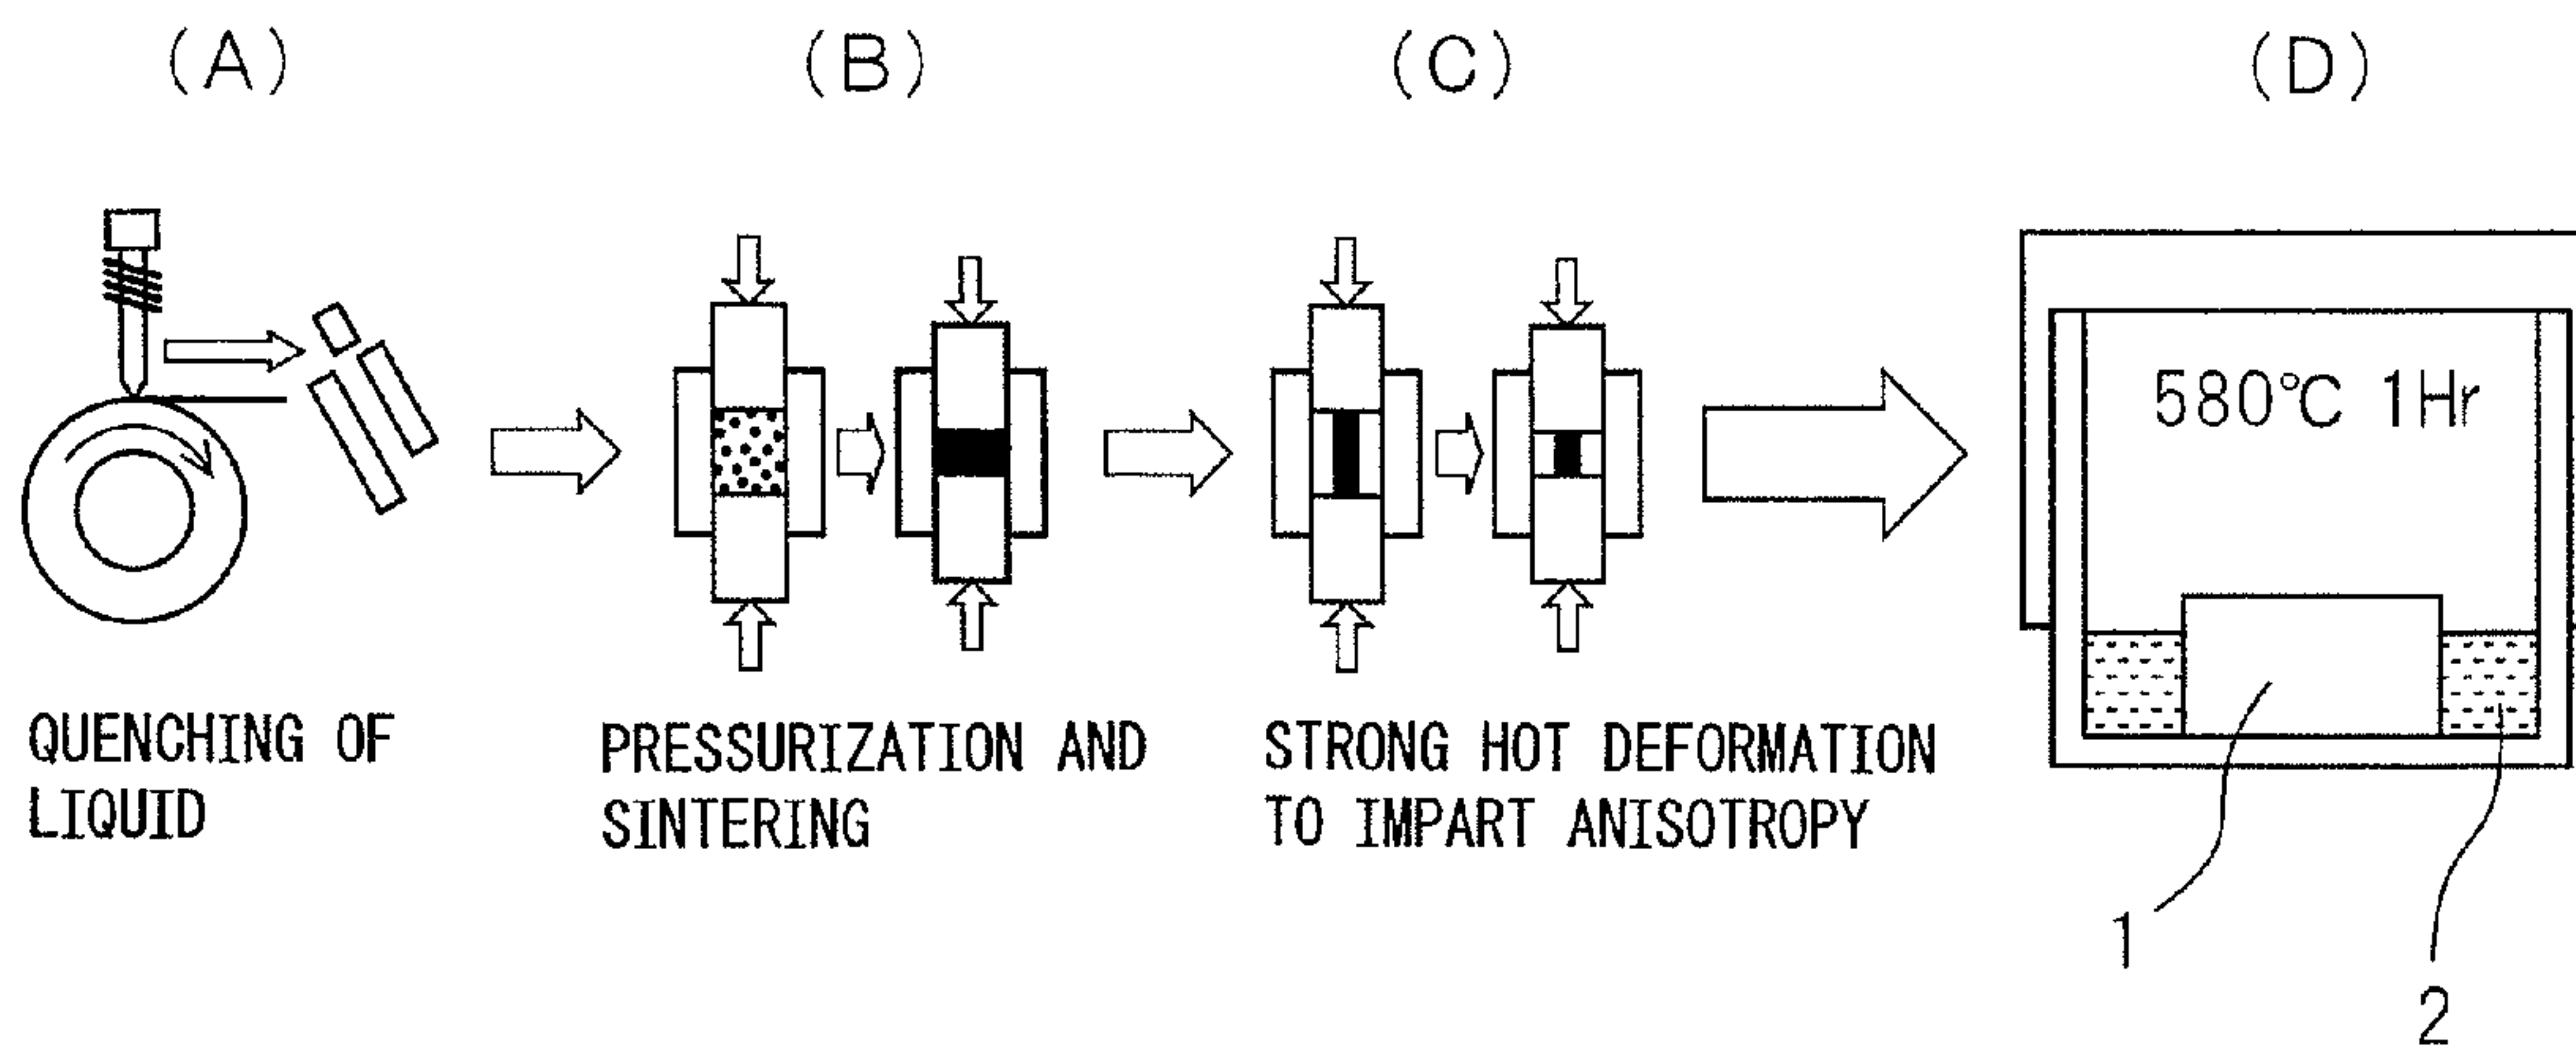 (A) (B) (C) (D)
580℃ 1Hr
QUENCHING OF
LIQUID
PRESSURIZATION AND
SINTERING
STRONG HOT DEFORMATION
TO IMPART ANISOTROPY
1
2